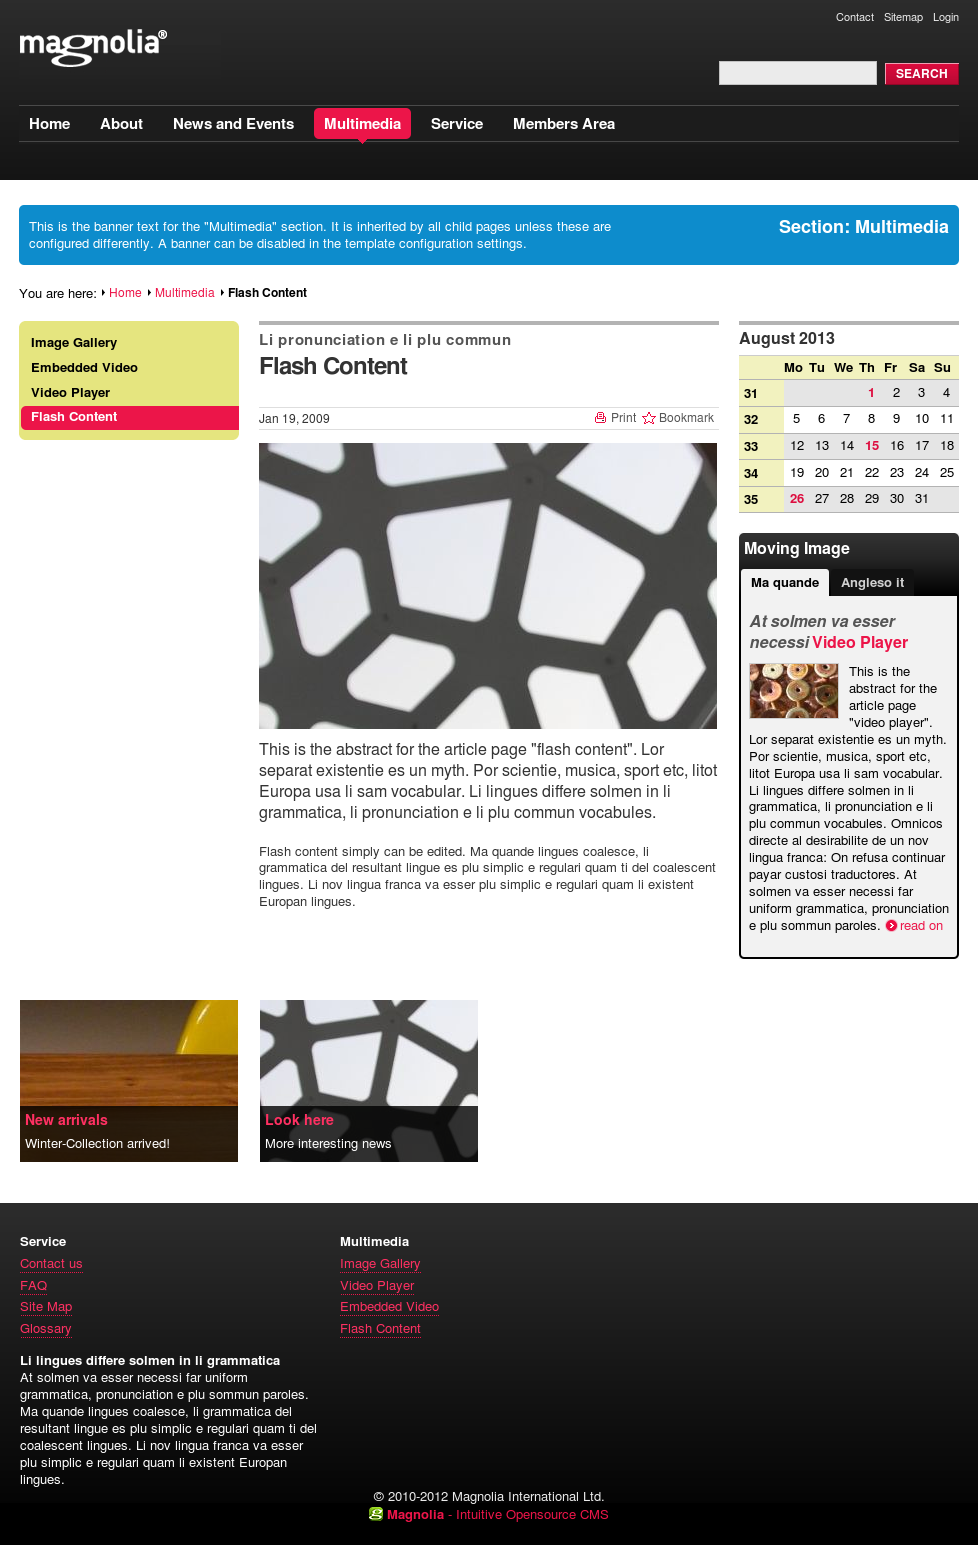 Contact Sitemap Login
magnolia®
SEARCH
Home About News and Events Multimedia Service Members Area
This is the banner text for the "Multimedia" section. It is inherited by all child pages unless these are
configured differently. A banner can be disabled in the template configuration settings.
Section: Multimedia
You are here: Home Multimedia Flash Content
Image Gallery
Embedded Video
Video Player
Flash Content
Li pronunciation e li plu commun
Flash Content
Jan 19, 2009 Print Bookmark
This is the abstract for the article page "flash content". Lor
separat existentie es un myth. Por scientie, musica, sport etc, litot
Europa usa li sam vocabular. Li lingues differe solmen in li
grammatica, li pronunciation e li plu commun vocabules.
Flash content simply can be edited. Ma quande lingues coalesce, li
grammatica del resultant lingue es plu simplic e regulari quam ti del coalescent
lingues. Li nov lingua franca va esser plu simplic e regulari quam li existent
Europan lingues.
August 2013
Mo Tu We Th Fr Sa Su
31 1 2 3 4
32 5 6 7 8 9 10 11
33 12 13 14 15 16 17 18
34 19 20 21 22 23 24 25
35 26 27 28 29 30 31
Moving Image
Ma quande Angleso it
At solmen va esser
necessi Video Player
This is the
abstract for the
article page
"video player".
Lor separat existentie es un myth.
Por scientie, musica, sport etc,
litot Europa usa li sam vocabular.
Li lingues differe solmen in li
grammatica, li pronunciation e li
plu commun vocabules. Omnicos
directe al desirabilite de un nov
lingua franca: On refusa continuar
payar custosi traductores. At
solmen va esser necessi far
uniform grammatica, pronunciation
e plu sommun paroles. read on
New arrivals
Winter-Collection arrived!
Look here
More interesting news
Service
Contact us
FAQ
Site Map
Glossary
Multimedia
Image Gallery
Video Player
Embedded Video
Flash Content
Li lingues differe solmen in li grammatica
At solmen va esser necessi far uniform
grammatica, pronunciation e plu sommun paroles.
Ma quande lingues coalesce, li grammatica del
resultant lingue es plu simplic e regulari quam ti del
coalescent lingues. Li nov lingua franca va esser
plu simplic e regulari quam li existent Europan
lingues.
© 2010-2012 Magnolia International Ltd.
Magnolia - Intuitive Opensource CMS